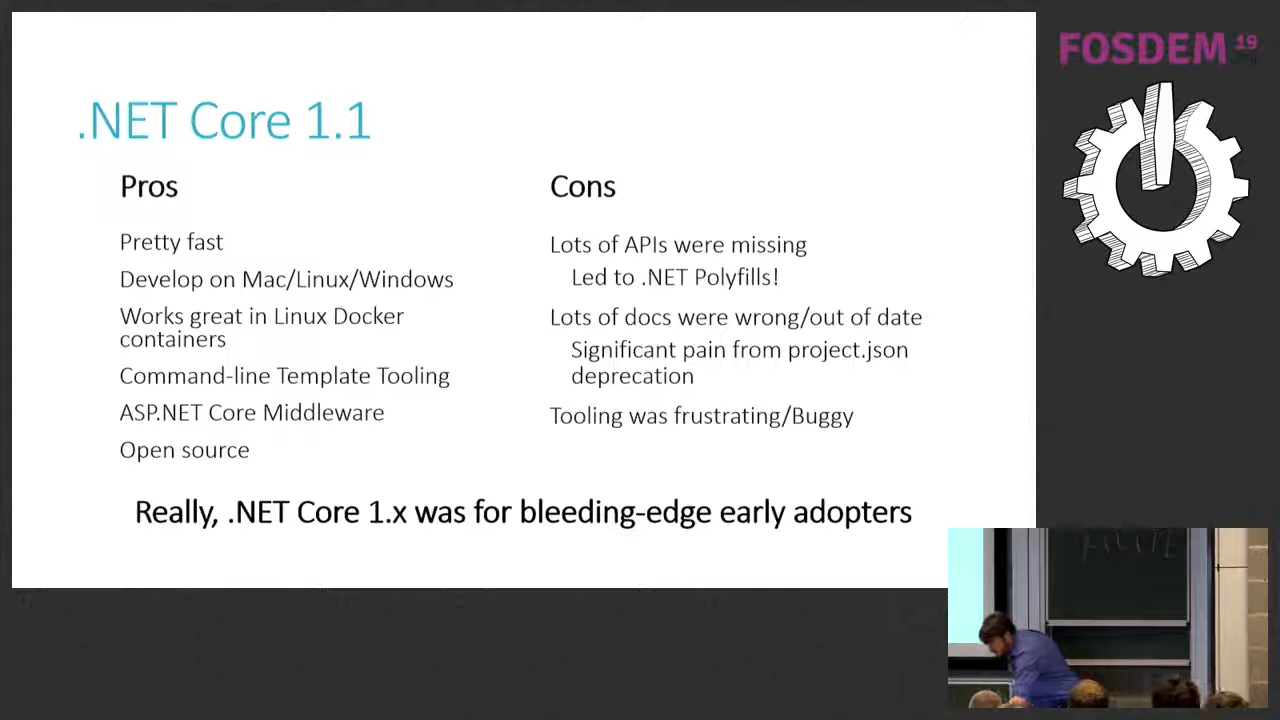 .NET Core 1.1
Pros
Pretty fast
Develop on Mac/Linux/Windows
Works great in Linux Docker
containers
Command-line Template Tooling
ASP.NET Core Middleware
Open source
Cons
Lots of APIs were missing
Led to .NET Polyfills!
Lots of docs were wrong/out of date
Significant pain from project.json
deprecation
Tooling was frustrating/Buggy
Really, .NET Core 1.x was for bleeding-edge early adopters
FOSDEM 19